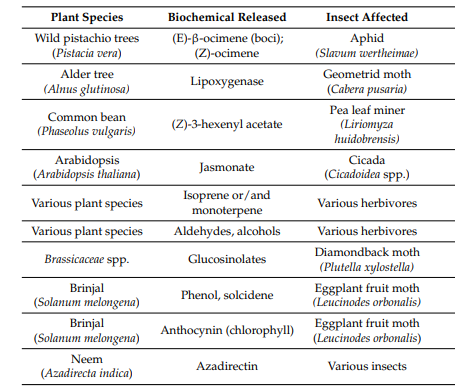 Plant Species Biochemical Released Insect Affected
Wild pistachio trees (E)-β-ocimene (boci); Aphid
(Pistacia vera) (Z)-ocimene (Slavum wertheimae)
Alder tree Lipoxygenase Geometrid moth
(Alnus glutinosa) (Cabera pusaria)
Common bean (Z)-3-hexenyl acetate Pea leaf miner
(Phaseolus vulgaris) (Liriomyza
huidobrensis)
Arabidopsis Jasmonate Cicada
(Arabidopsis thaliana) (Cicadoidea spp.)
Various plant species Isoprene or/and Various herbivores
monoterpene
Various plant species Aldehydes, alcohols Various herbivores
Brassicaceae spp. Glucosinolates Diamondback moth
(Plutella xylostella)
Brinjal Phenol, solcidene Eggplant fruit moth
(Solanum melongena) (Leucinodes orbonalis)
Brinjal Anthocynin (chlorophyll) Eggplant fruit moth
(Solanum melongena) (Leucinodes orbonalis)
Neem Azadirectin Various insects
(Azadirecta indica)